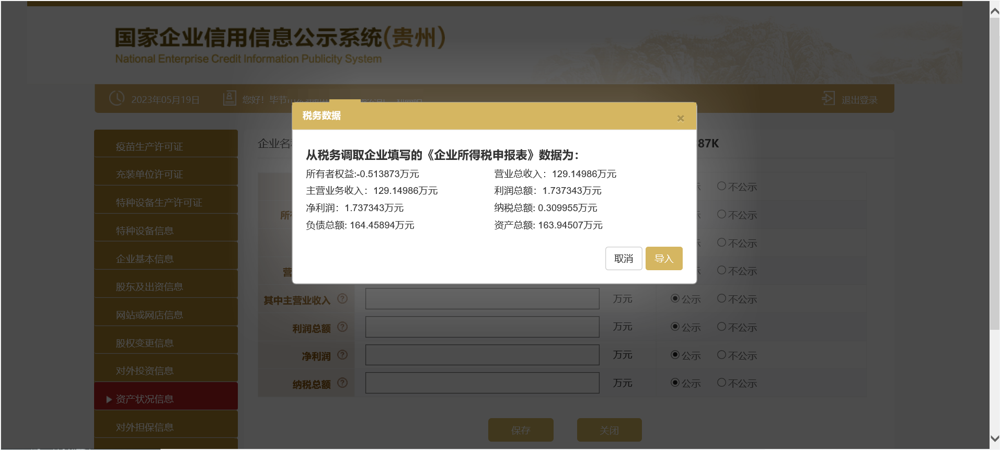 国家企业信用信息公示系统(贵州)
National Enterprise Credit Information Publicity System
2023年05月19日
您好！毕节
退出登录
税务数据
×
从税务调取企业填写的《企业所得税申报表》数据为：
所有者权益:-0.513873万元 营业总收入：129.14986万元
主营业务收入：129.14986万元 利润总额：1.737343万元
净利润：1.737343万元 纳税总额: 0.309955万元
负债总额: 164.45894万元 资产总额: 163.94507万元
取消 导入
疫苗生产许可证
充装单位许可证
特种设备生产许可证
特种设备信息
企业基本信息
股东及出资信息
网站或网店信息
股权变更信息
对外投资信息
资产状况信息
对外担保信息
企业名
87K
不公示
所
不公示
不公示
营
不公示
其中主营业收入 ? 万元 公示 不公示
利润总额 ? 万元 公示 不公示
净利润 ? 万元 公示 不公示
纳税总额 ? 万元 公示 不公示
保存 关闭